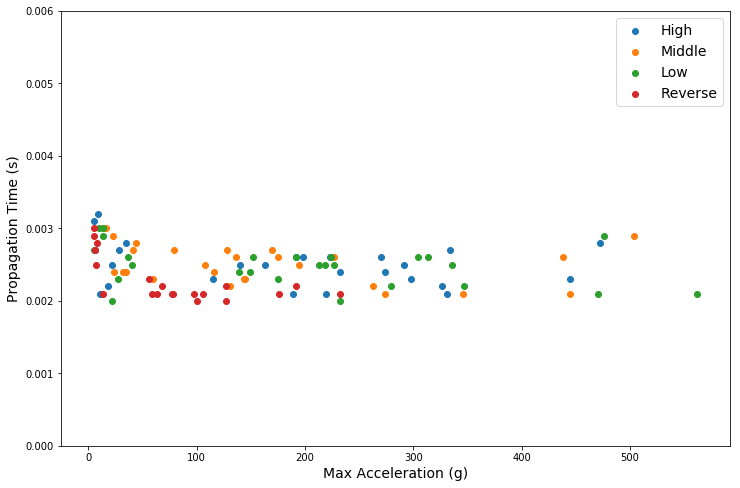 0.006
0.005
0.004
0.003
0.002
0.001
0.000
Propagation Time (s)
0
100
200
300
400
500
Max Acceleration (g)
High
Middle
Low
Reverse